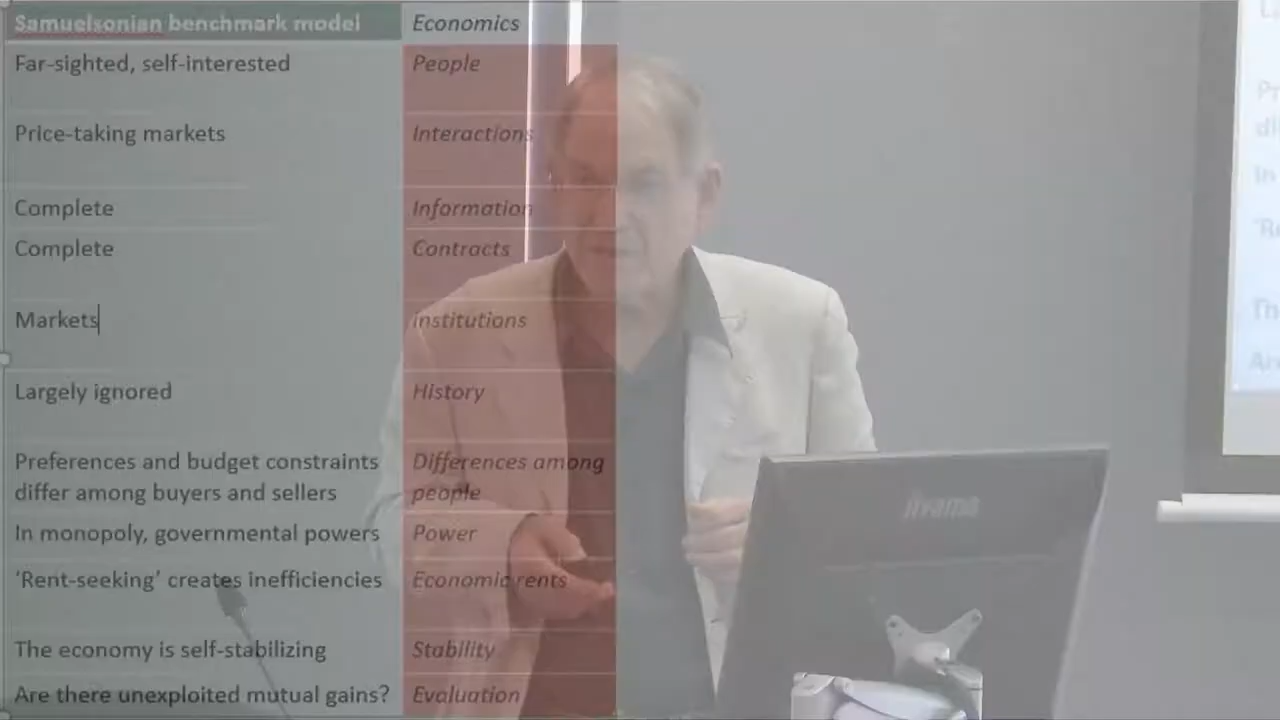 Samuelsonian benchmark model Economics
Far-sighted, self-interested People
Price-taking markets Interactions
Complete Information
Complete Contracts
Markets Institutions
Largely ignored History
Preferences and budget constraints Differences among
differ among buyers and sellers people
In monopoly, governmental powers Power
‘Rent-seeking’ creates inefficiencies Economic rents
The economy is self-stabilizing Stability
Are there unexploited mutual gains? Evaluation
iiyama
In
Th